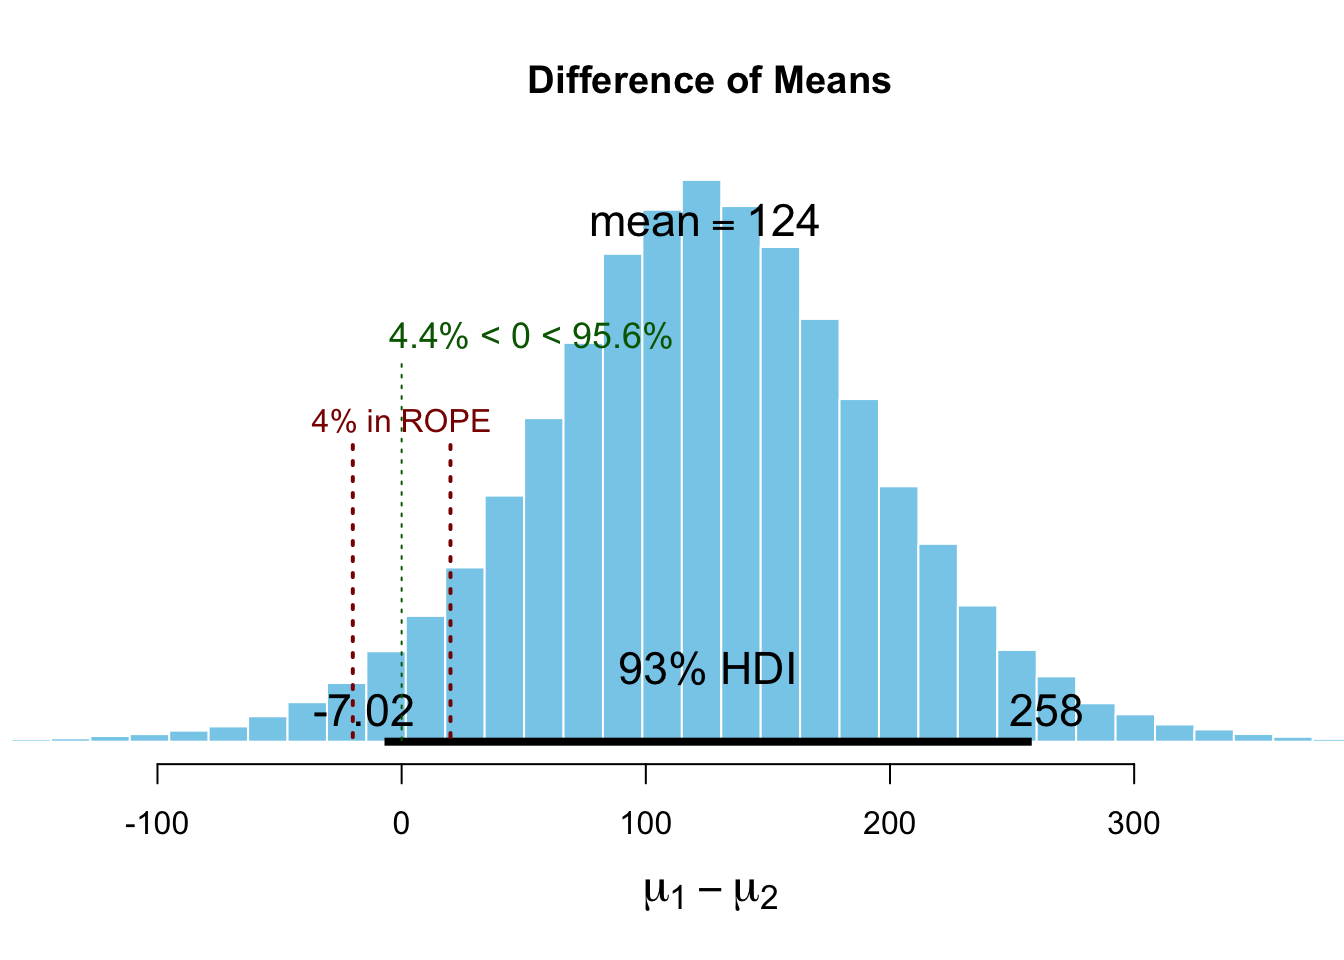 Difference of Means
mean = 124
4.4% < 0 < 95.6%
4% in ROPE
93% HDI
-7.02 258
-100 0 100 200 300
μ₁ − μ₂